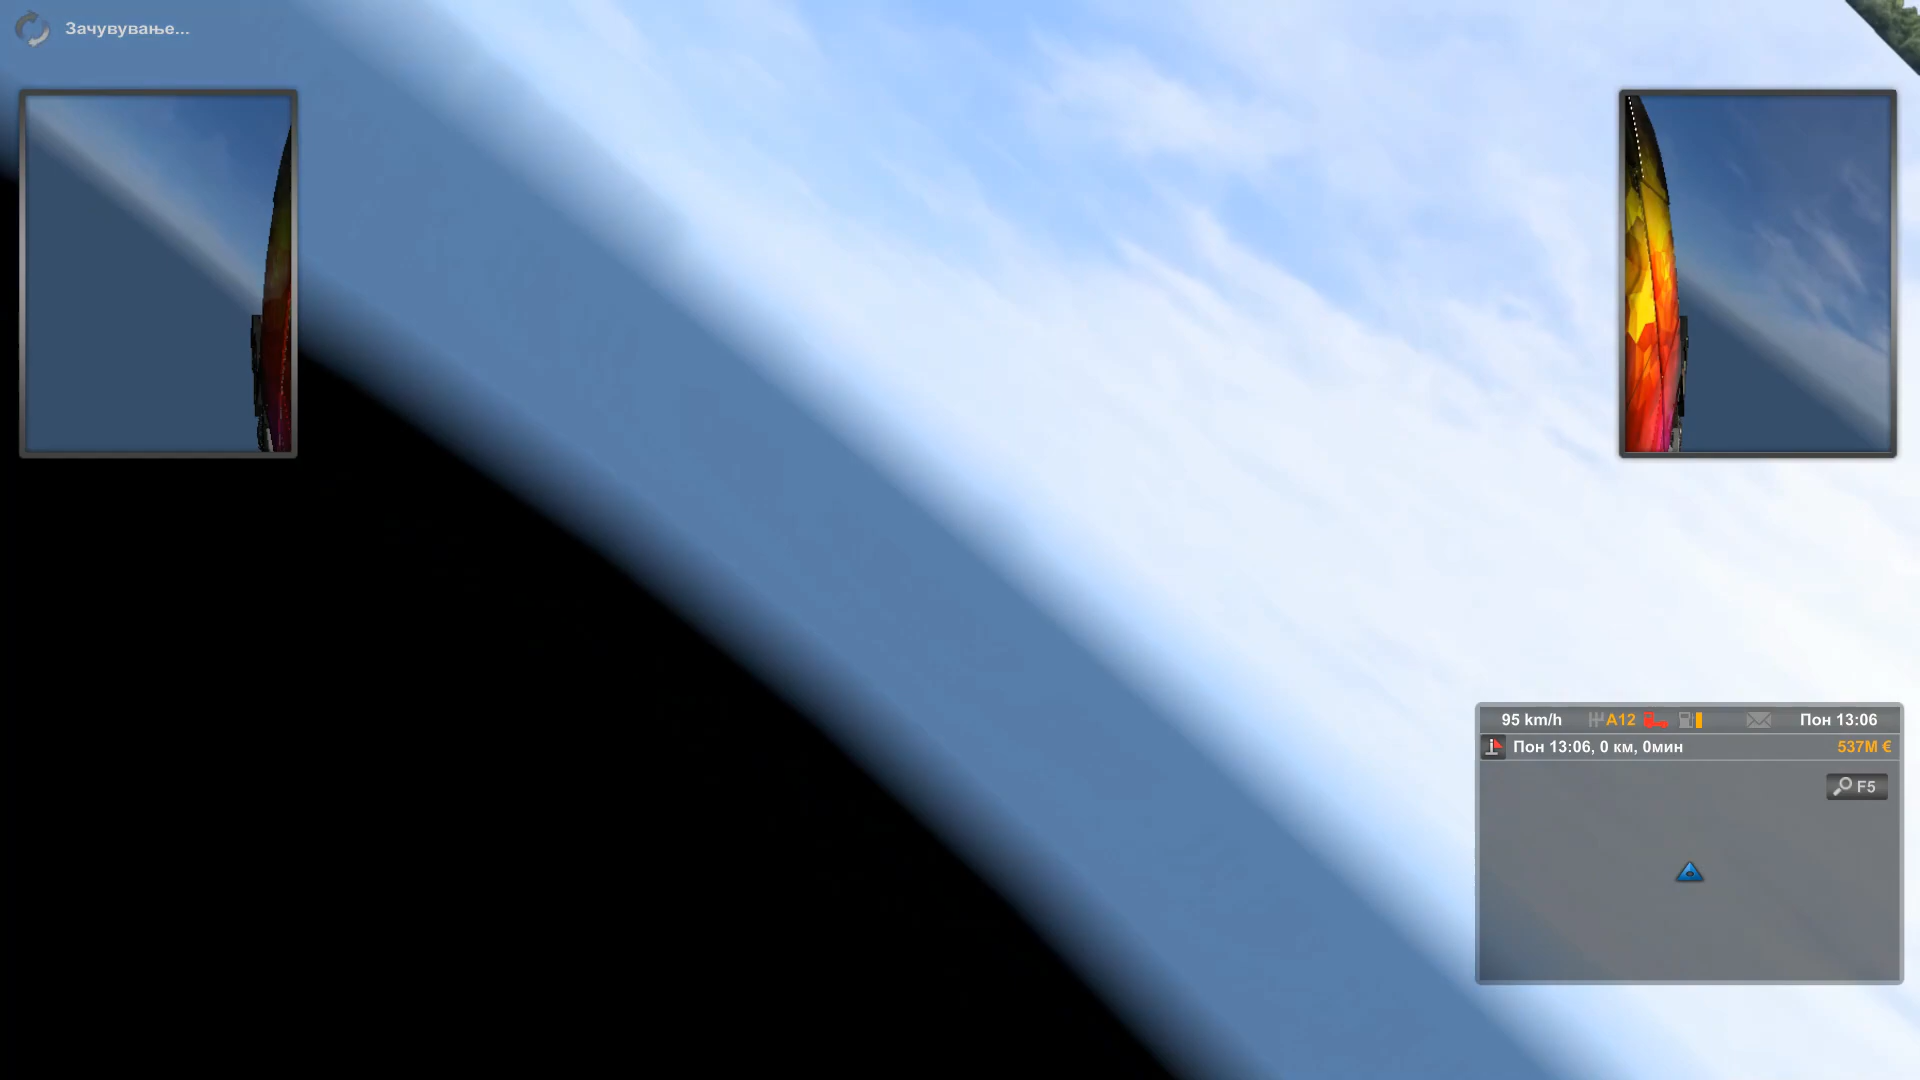 Зачувување...
95 km/h A12 Пон 13:06
Пон 13:06, 0 км, 0мин 537M €
F5